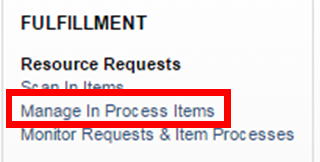 FULFILLMENT
Resource Requests
Scan In Items
Manage In Process Items
Monitor Requests & Item Processes